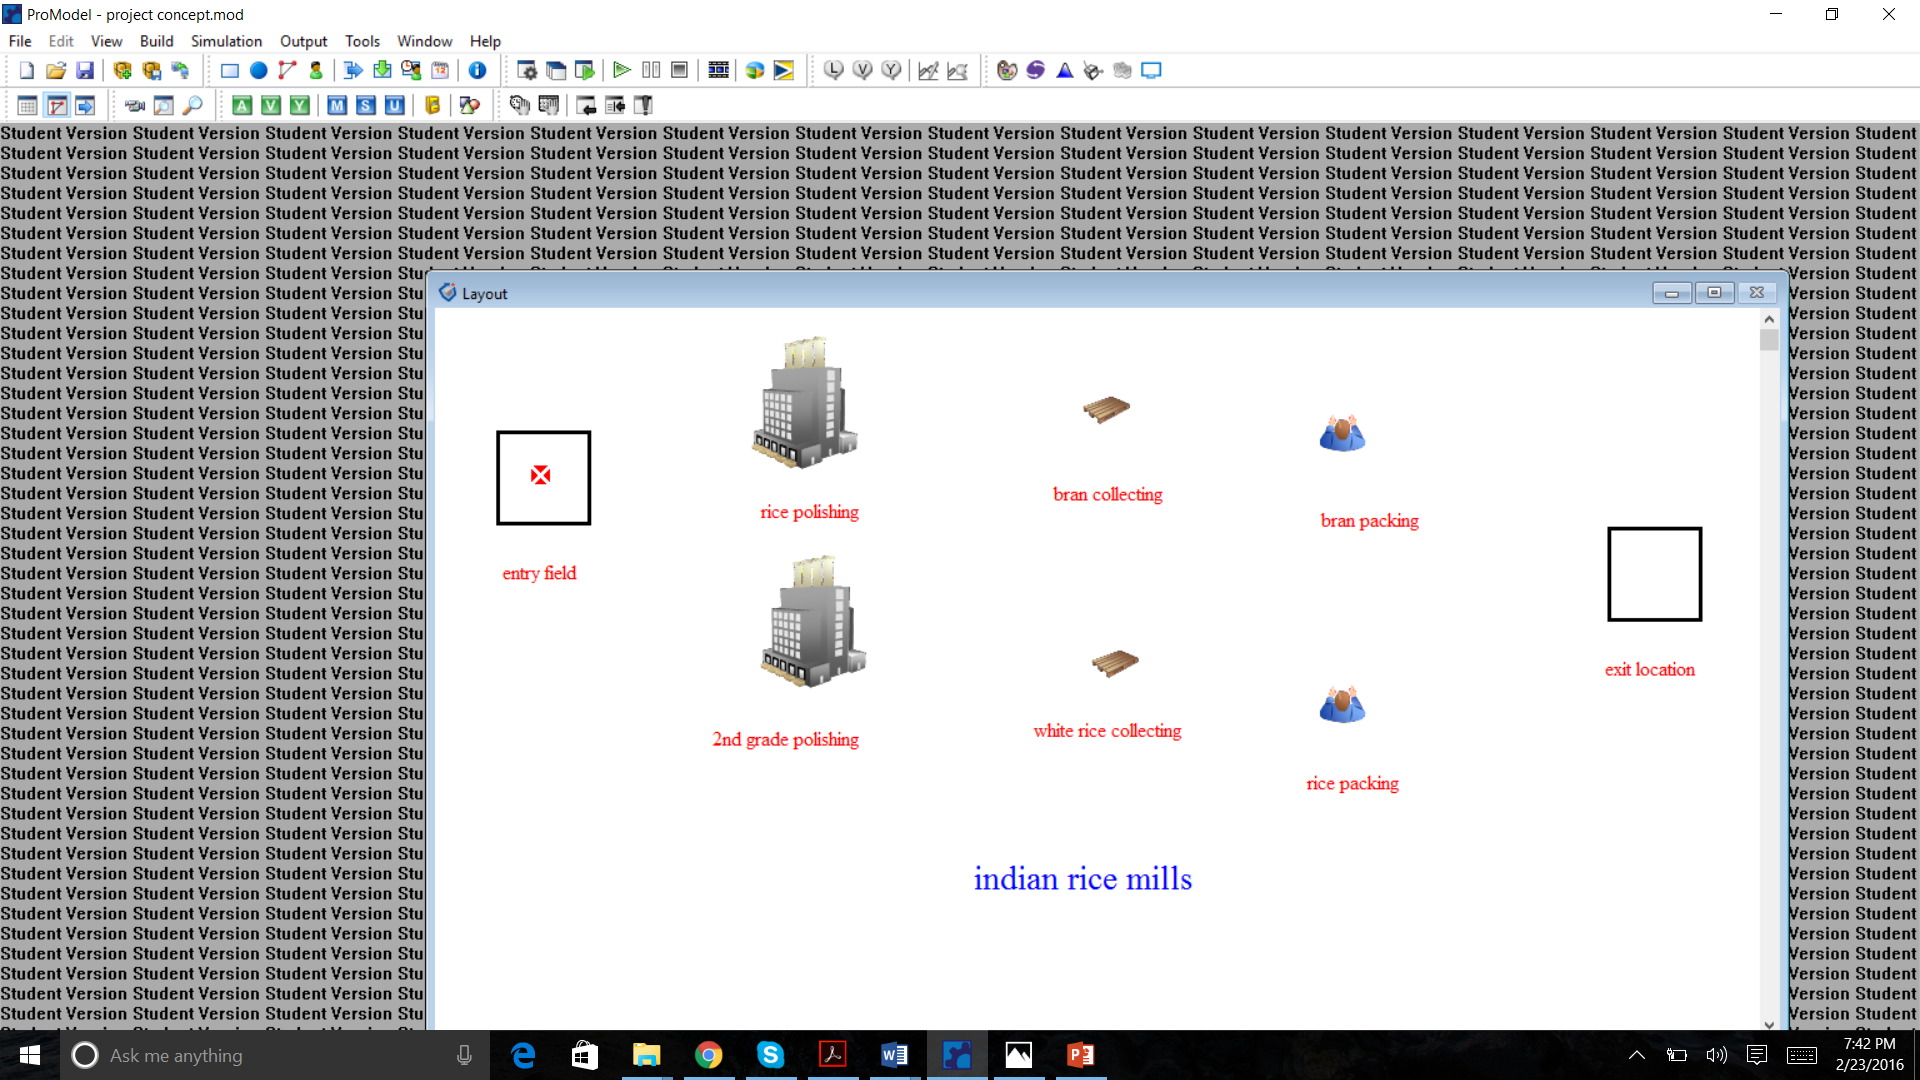 ProModel - project concept.mod
File Edit View Build Simulation Output Tools Window Help
L V Y
A V Y M S U
Student Version Student Version Student Version Student Version Student Version Student Version Student Version Student Version Student Version Student Version Student Version Student Version Student Version Student Version Student
Layout
rice polishing
bran collecting
bran packing
entry field
exit location
2nd grade polishing
white rice collecting
rice packing
indian rice mills
Ask me anything
7:42 PM
2/23/2016